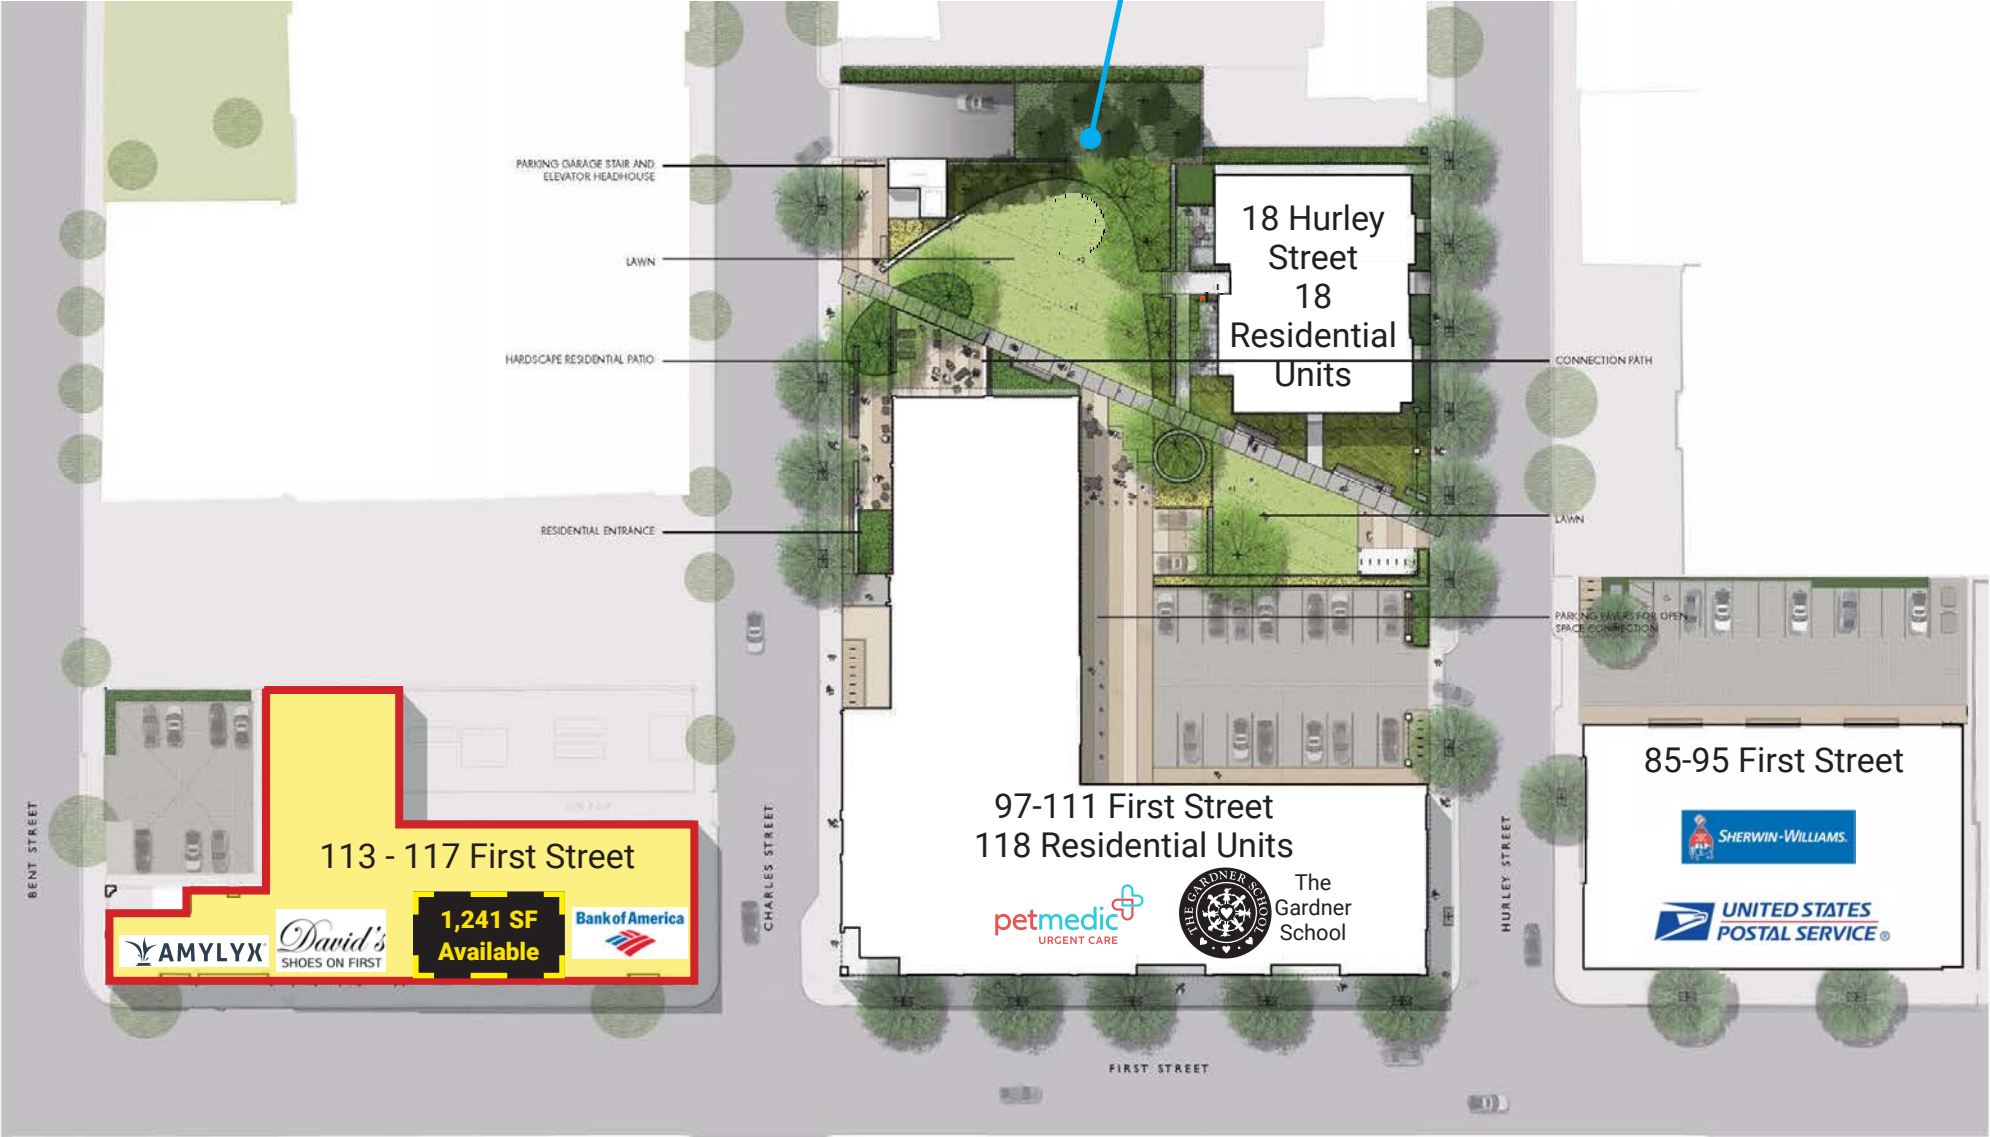 PARKING GARAGE STAIR AND
ELEVATOR HEADHOUSE
LAWN
HARDSCAPE RESIDENTIAL PATIO
RESIDENTIAL ENTRANCE
18 Hurley
Street
18
Residential
Units
CONNECTION PATH
LAWN
PARKING PAVERS FOR OPEN
SPACE CONNECTION
BENT STREET
113 - 117 First Street
AMYLYX
David's
SHOES ON FIRST
1,241 SF
Available
Bank of America
CHARLES STREET
97-111 First Street
118 Residential Units
petmedic
URGENT CARE
THE GARDNER SCHOOL
The
Gardner
School
HURLEY STREET
85-95 First Street
SHERWIN-WILLIAMS.
UNITED STATES
POSTAL SERVICE ®
FIRST STREET